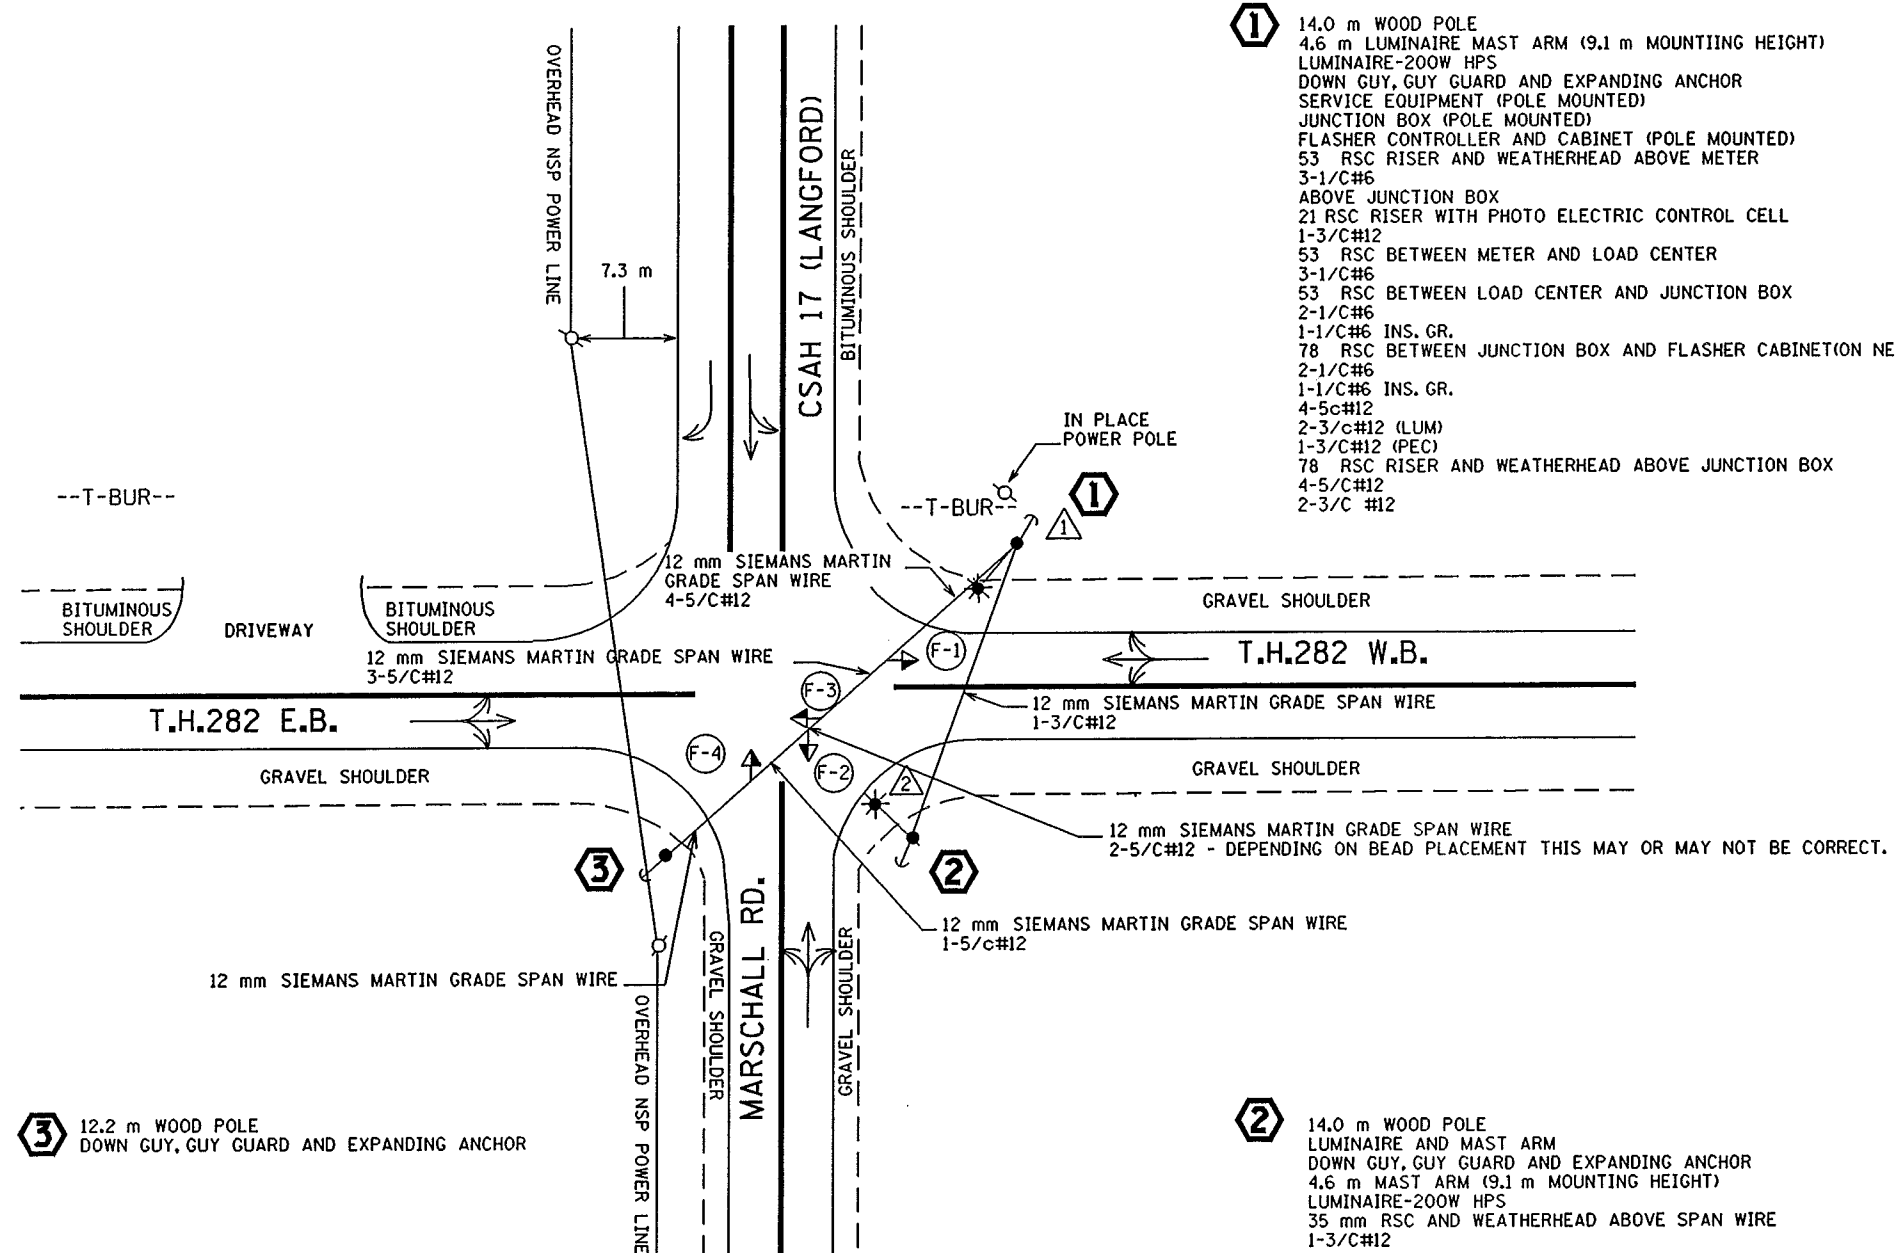 1
14.0 m WOOD POLE
4.6 m LUMINAIRE MAST ARM (9.1 m MOUNTIING HEIGHT)
LUMINAIRE-200W HPS
DOWN GUY, GUY GUARD AND EXPANDING ANCHOR
SERVICE EQUIPMENT (POLE MOUNTED)
JUNCTION BOX (POLE MOUNTED)
FLASHER CONTROLLER AND CABINET (POLE MOUNTED)
53 RSC RISER AND WEATHERHEAD ABOVE METER
3-1/C#6
ABOVE JUNCTION BOX
21 RSC RISER WITH PHOTO ELECTRIC CONTROL CELL
1-3/C#12
53 RSC BETWEEN METER AND LOAD CENTER
3-1/C#6
53 RSC BETWEEN LOAD CENTER AND JUNCTION BOX
2-1/C#6
1-1/C#6 INS. GR.
78 RSC BETWEEN JUNCTION BOX AND FLASHER CABINET(ON NE
2-1/C#6
1-1/C#6 INS. GR.
4-5c#12
2-3/c#12 (LUM)
1-3/C#12 (PEC)
78 RSC RISER AND WEATHERHEAD ABOVE JUNCTION BOX
4-5/C#12
2-3/C #12
OVERHEAD NSP POWER LINE
7.3 m
CSAH 17 (LANGFORD)
BITUMINOUS SHOULDER
IN PLACE
POWER POLE
--T-BUR--
--T-BUR--
1
1
12 mm SIEMANS MARTIN
GRADE SPAN WIRE
4-5/C#12
BITUMINOUS
SHOULDER
DRIVEWAY
BITUMINOUS
SHOULDER
GRAVEL SHOULDER
12 mm SIEMANS MARTIN GRADE SPAN WIRE
3-5/C#12
F-1
T.H.282 W.B.
F-3
12 mm SIEMANS MARTIN GRADE SPAN WIRE
1-3/C#12
T.H.282 E.B.
F-4
F-2
2
GRAVEL SHOULDER
GRAVEL SHOULDER
12 mm SIEMANS MARTIN GRADE SPAN WIRE
2-5/C#12 - DEPENDING ON BEAD PLACEMENT THIS MAY OR MAY NOT BE CORRECT.
3
2
12 mm SIEMANS MARTIN GRADE SPAN WIRE
1-5/c#12
12 mm SIEMANS MARTIN GRADE SPAN WIRE
OVERHEAD NSP POWER LINE
GRAVEL SHOULDER
MARSCHALL RD.
GRAVEL SHOULDER
3
12.2 m WOOD POLE
DOWN GUY, GUY GUARD AND EXPANDING ANCHOR
2
14.0 m WOOD POLE
LUMINAIRE AND MAST ARM
DOWN GUY, GUY GUARD AND EXPANDING ANCHOR
4.6 m MAST ARM (9.1 m MOUNTING HEIGHT)
LUMINAIRE-200W HPS
35 mm RSC AND WEATHERHEAD ABOVE SPAN WIRE
1-3/C#12